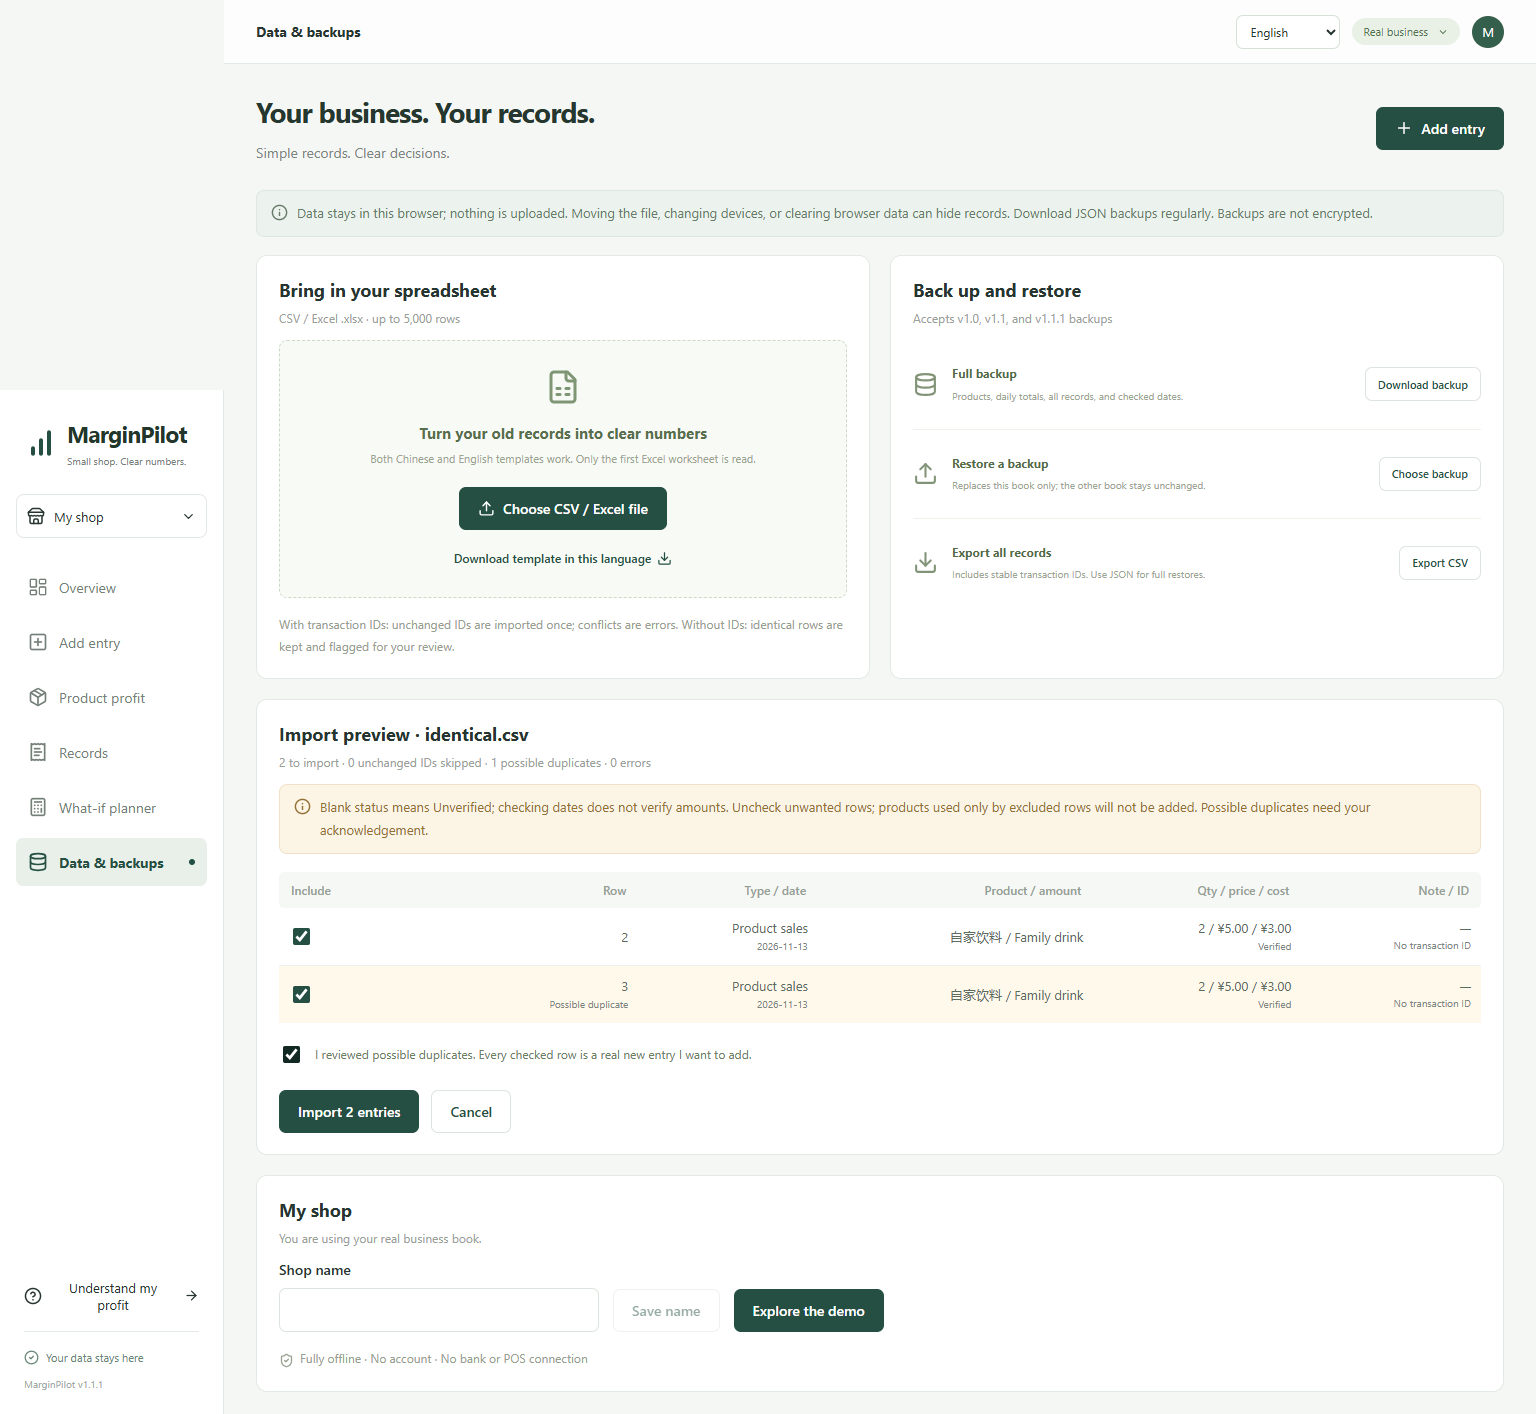 Data & backups
English
Real business
M
Your business. Your records.
Simple records. Clear decisions.
Add entry
Data stays in this browser; nothing is uploaded. Moving the file, changing devices, or clearing browser data can hide records. Download JSON backups regularly. Backups are not encrypted.
Bring in your spreadsheet
CSV / Excel .xlsx · up to 5,000 rows
Turn your old records into clear numbers
Both Chinese and English templates work. Only the first Excel worksheet is read.
Choose CSV / Excel file
Download template in this language
With transaction IDs: unchanged IDs are imported once; conflicts are errors. Without IDs: identical rows are
kept and flagged for your review.
Back up and restore
Accepts v1.0, v1.1, and v1.1.1 backups
Full backup
Products, daily totals, all records, and checked dates.
Download backup
Restore a backup
Replaces this book only; the other book stays unchanged.
Choose backup
Export all records
Includes stable transaction IDs. Use JSON for full restores.
Export CSV
MarginPilot
Small shop. Clear numbers.
My shop
Overview
Add entry
Product profit
Records
What-if planner
Data & backups
Understand my
profit
Your data stays here
MarginPilot v1.1.1
Import preview · identical.csv
2 to import · 0 unchanged IDs skipped · 1 possible duplicates · 0 errors
Blank status means Unverified; checking dates does not verify amounts. Uncheck unwanted rows; products used only by excluded rows will not be added. Possible duplicates need your
acknowledgement.
Include Row Type / date Product / amount Qty / price / cost Note / ID
2 Product sales 自家饮料 / Family drink 2 / ¥5.00 / ¥3.00 —
2026-11-13 Verified No transaction ID
3 Product sales 自家饮料 / Family drink 2 / ¥5.00 / ¥3.00 —
Possible duplicate 2026-11-13 Verified No transaction ID
I reviewed possible duplicates. Every checked row is a real new entry I want to add.
Import 2 entries
Cancel
My shop
You are using your real business book.
Shop name
Save name
Explore the demo
Fully offline · No account · No bank or POS connection